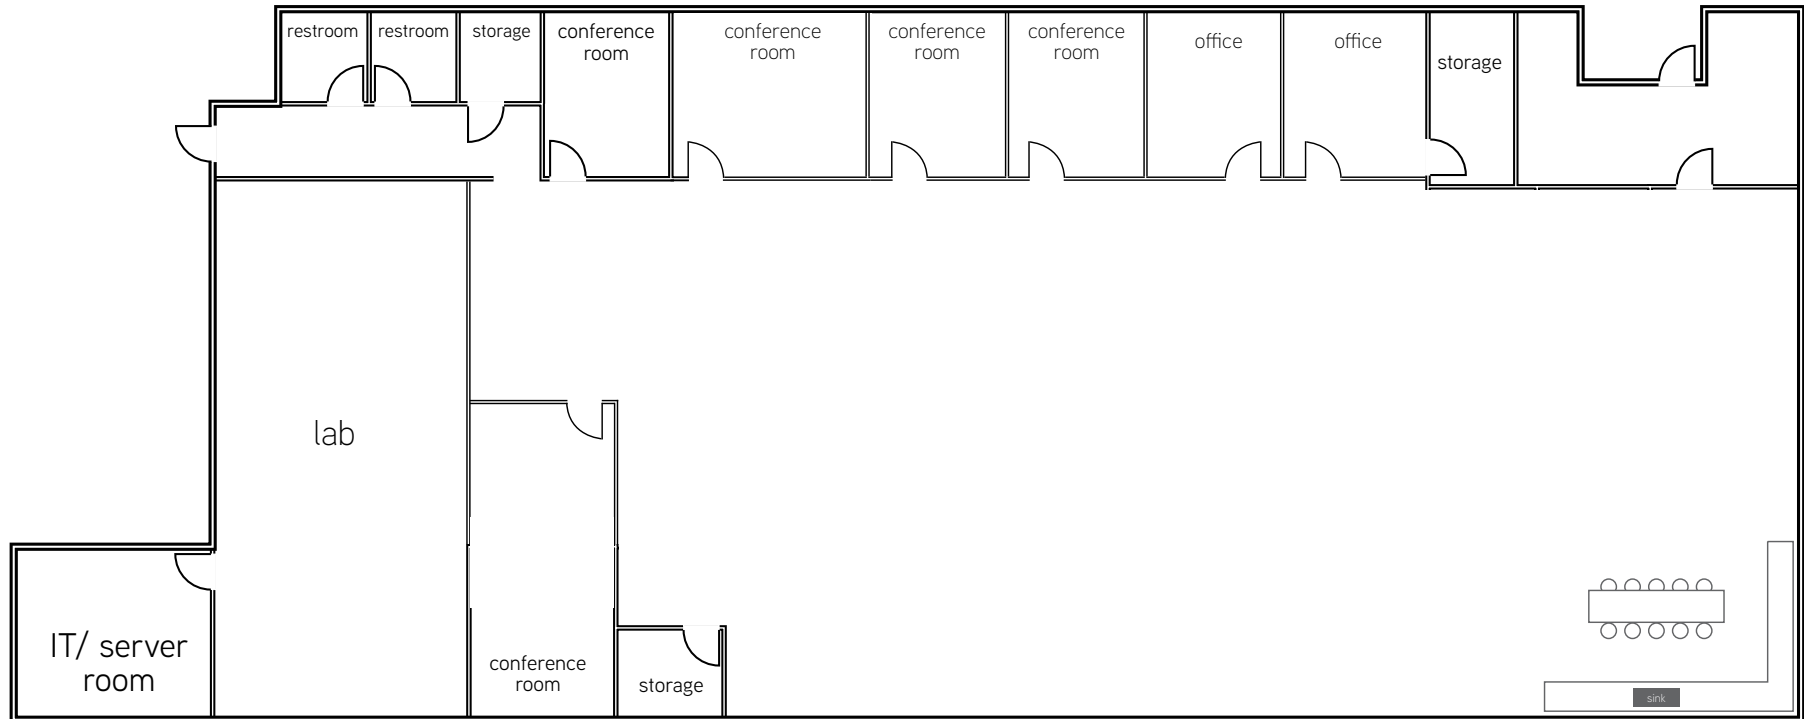 restroom
restroom
storage
conference
room
conference
room
conference
room
conference
room
office
office
storage
lab
IT/ server
room
conference
room
storage
sink